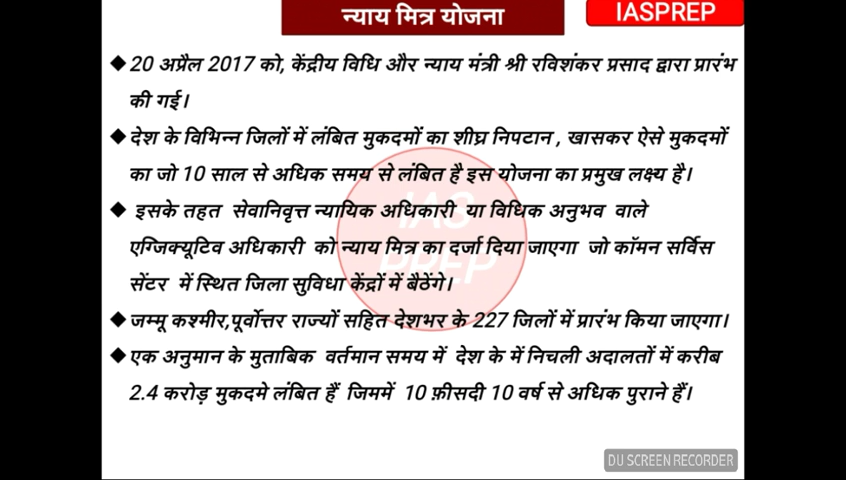 न्याय मित्र योजना
IASPREP
◆20 अप्रैल 2017 को, केंद्रीय विधि और न्याय मंत्री श्री रविशंकर प्रसाद द्वारा प्रारंभ
की गई।
◆देश के विभिन्न जिलों में लंबित मुकदमों का शीघ्र निपटान , खासकर ऐसे मुकदमों
का जो 10 साल से अधिक समय से लंबित है इस योजना का प्रमुख लक्ष्य है।
◆ इसके तहत सेवानिवृत्त न्यायिक अधिकारी या विधिक अनुभव वाले
एग्जिक्यूटिव अधिकारी को न्याय मित्र का दर्जा दिया जाएगा जो कॉमन सर्विस
सेंटर में स्थित जिला सुविधा केंद्रों में बैठेंगे।
◆जम्मू कश्मीर,पूर्वोत्तर राज्यों सहित देशभर के 227 जिलों में प्रारंभ किया जाएगा।
◆एक अनुमान के मुताबिक वर्तमान समय में देश के में निचली अदालतों में करीब
2.4 करोड़ मुकदमे लंबित हैं जिममें 10 फ़ीसदी 10 वर्ष से अधिक पुराने हैं।
IAS
PREP
DU SCREEN RECORDER